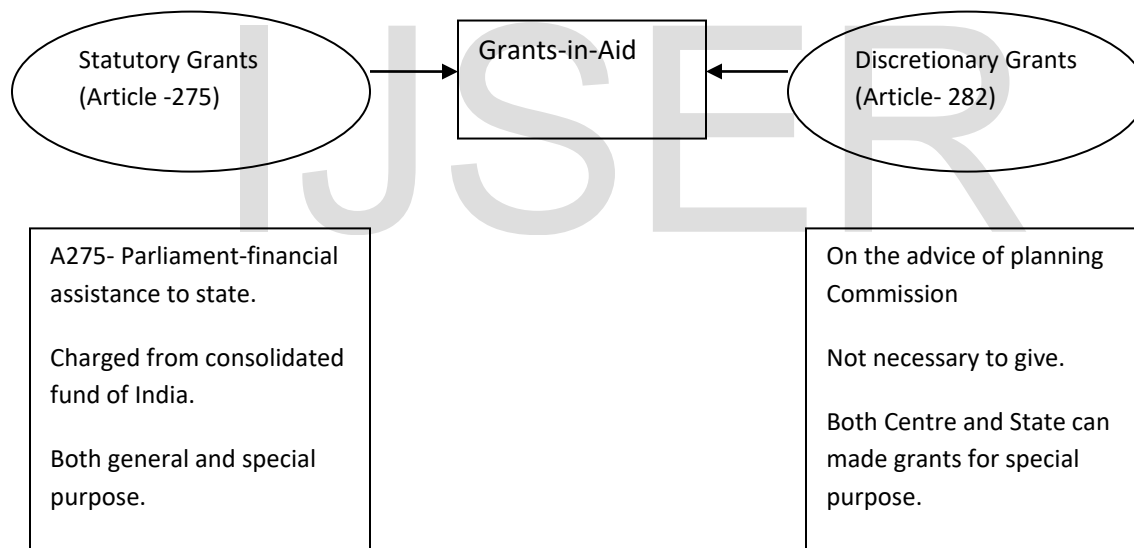 Statutory Grants
(Article -275)
Grants-in-Aid
Discretionary Grants
(Article- 282)
IJSER
A275- Parliament-financial
assistance to state.
Charged from consolidated
fund of India.
Both general and special
purpose.
On the advice of planning
Commission
Not necessary to give.
Both Centre and State can
made grants for special
purpose.